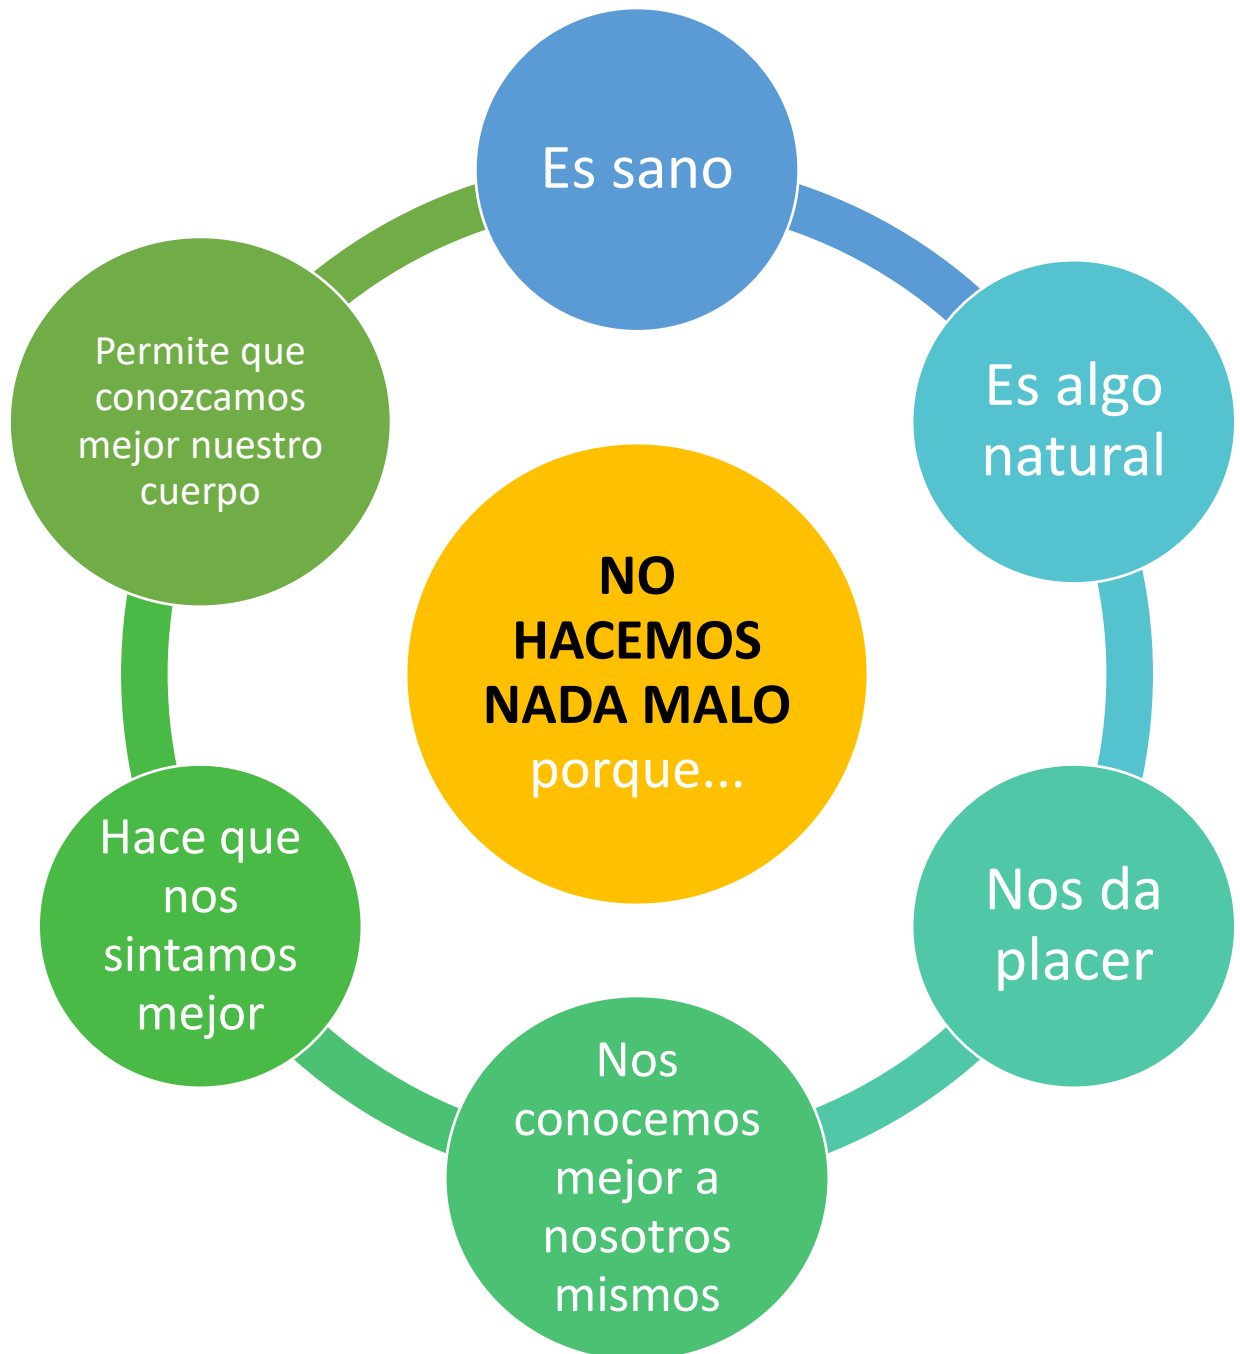 Es sano
Es algo
natural
Nos da
placer
Nos
conocemos
mejor a
nosotros
mismos
Hace que
nos
sintamos
mejor
Permite que
conozcamos
mejor nuestro
cuerpo
NO
HACEMOS
NADA MALO
porque...